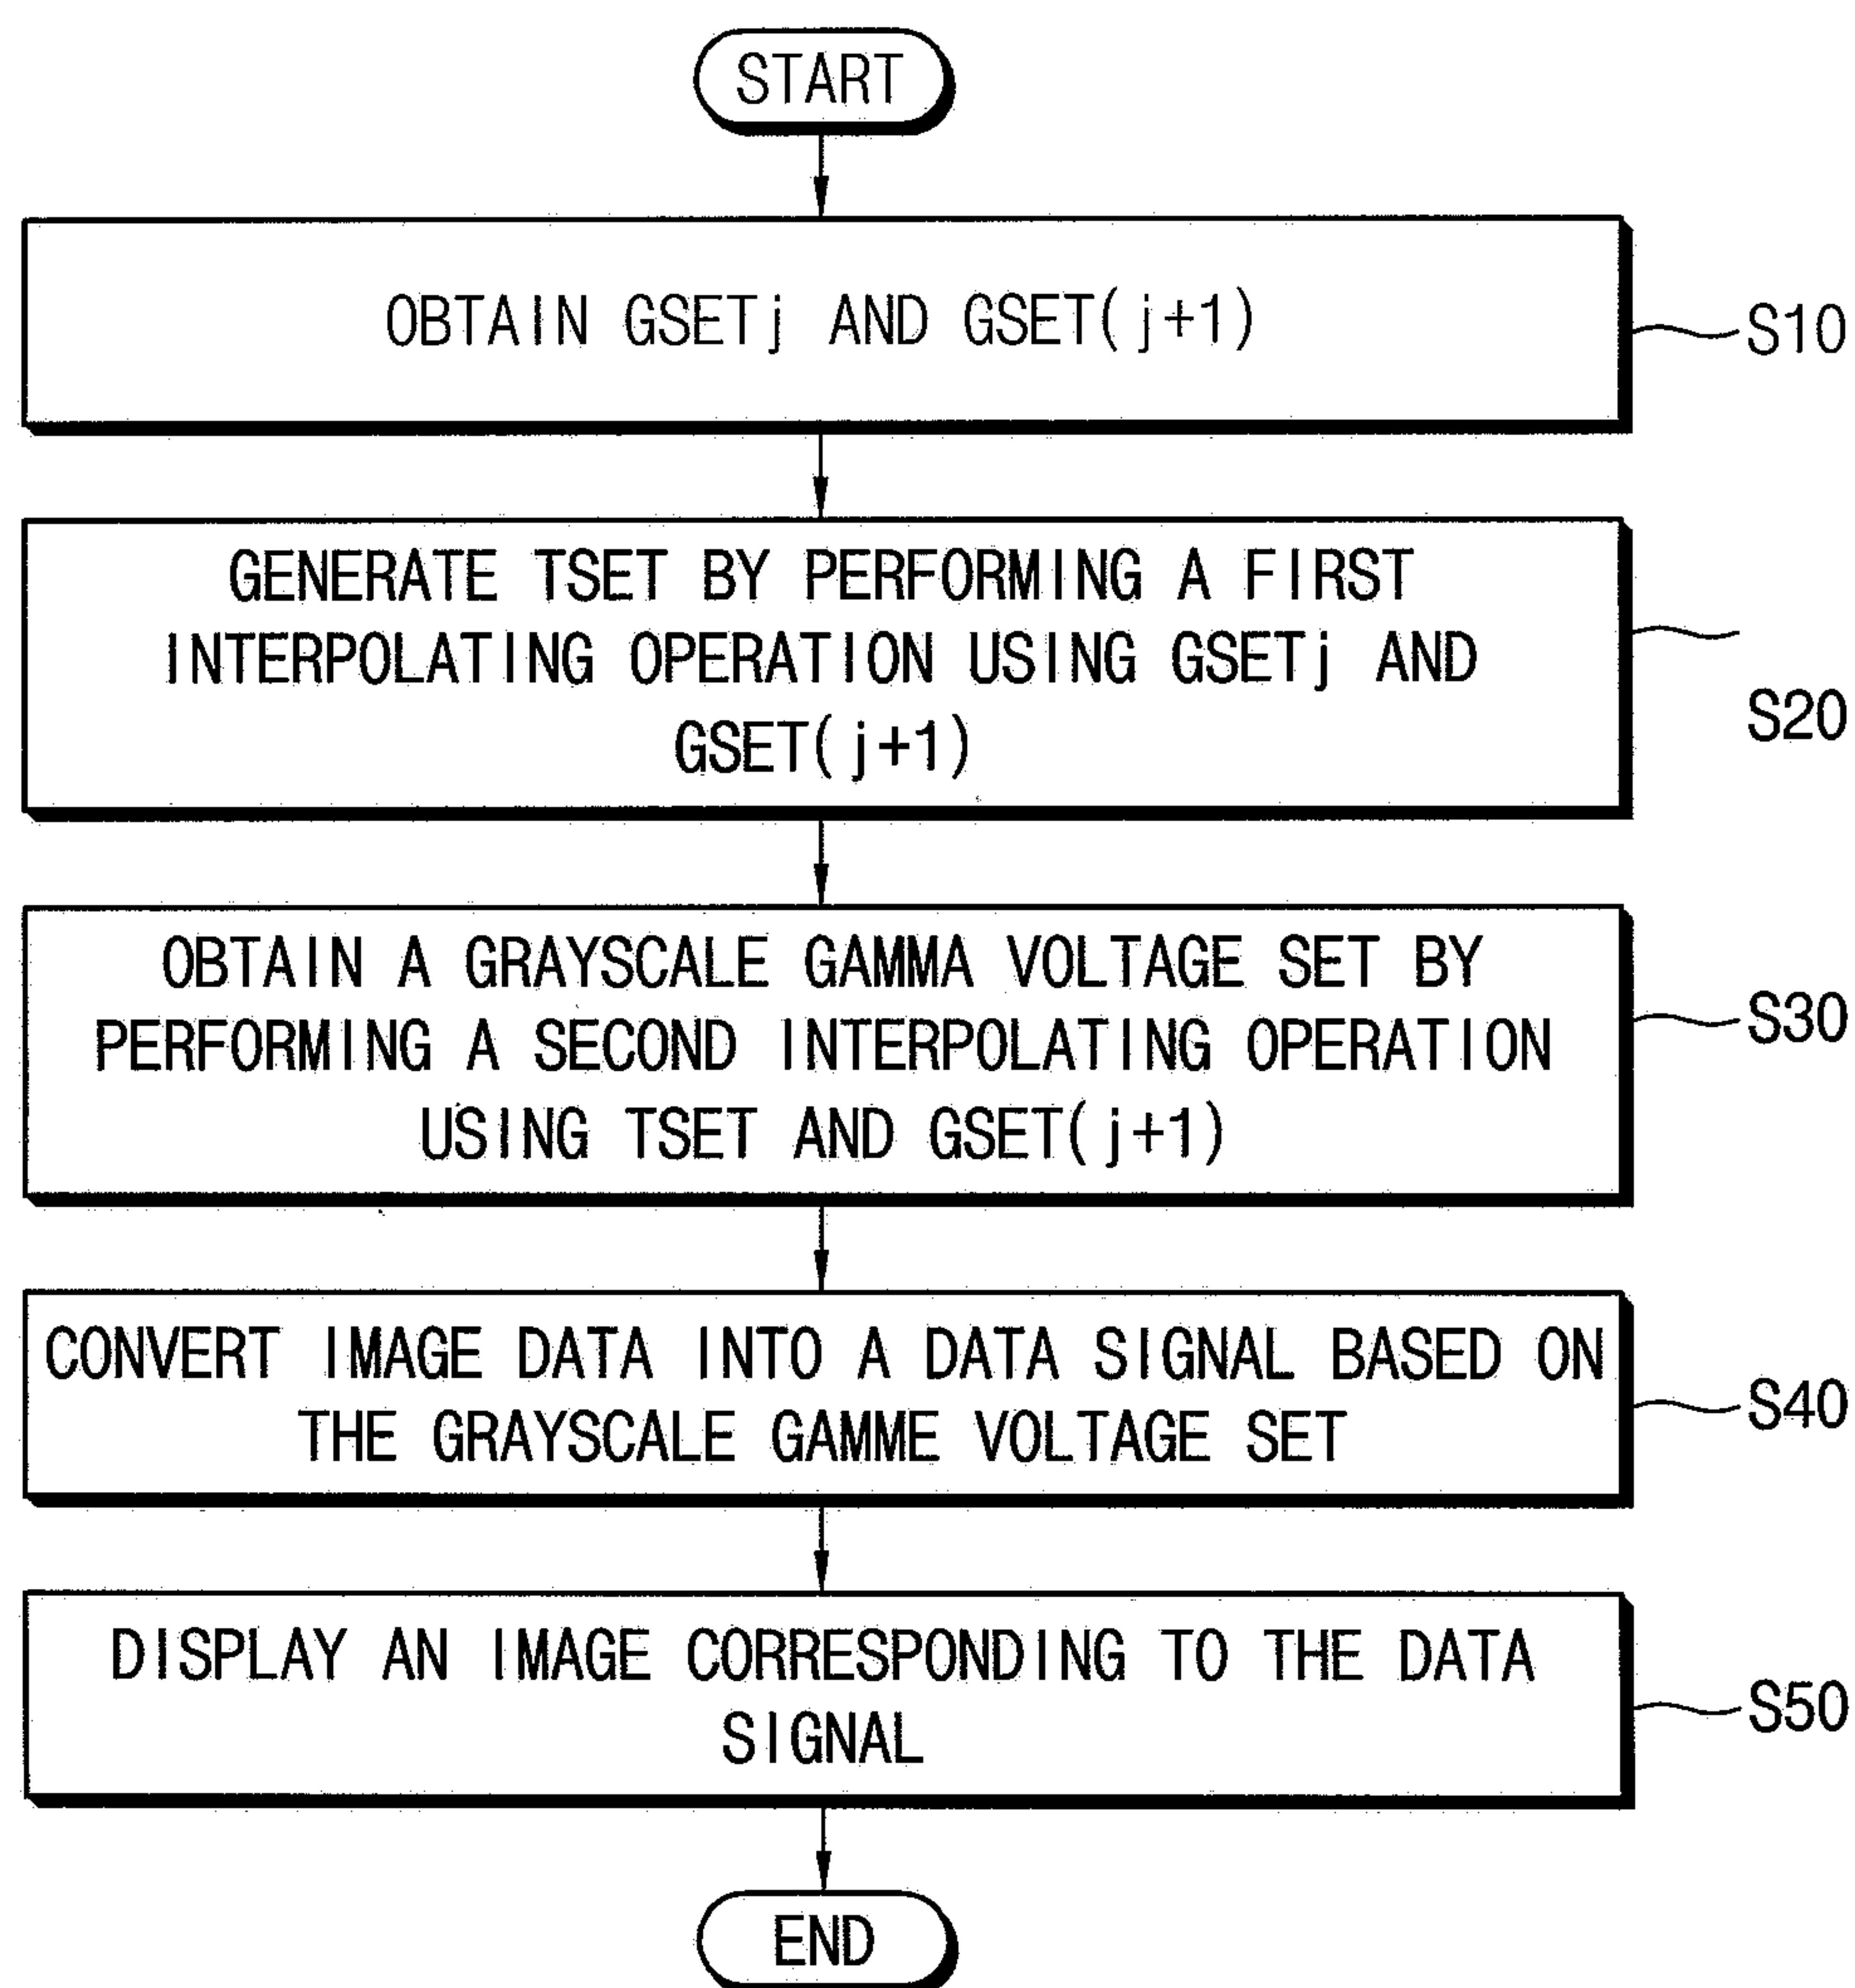 START
OBTAIN GSETj AND GSET(j+1)
S10
GENERATE TSET BY PERFORMING A FIRST
INTERPOLATING OPERATION USING GSETj AND
GSET(j+1)
S20
OBTAIN A GRAYSCALE GAMMA VOLTAGE SET BY
PERFORMING A SECOND INTERPOLATING OPERATION
USING TSET AND GSET(j+1)
S30
CONVERT IMAGE DATA INTO A DATA SIGNAL BASED ON
THE GRAYSCALE GAMME VOLTAGE SET
S40
DISPLAY AN IMAGE CORRESPONDING TO THE DATA
SIGNAL
S50
END